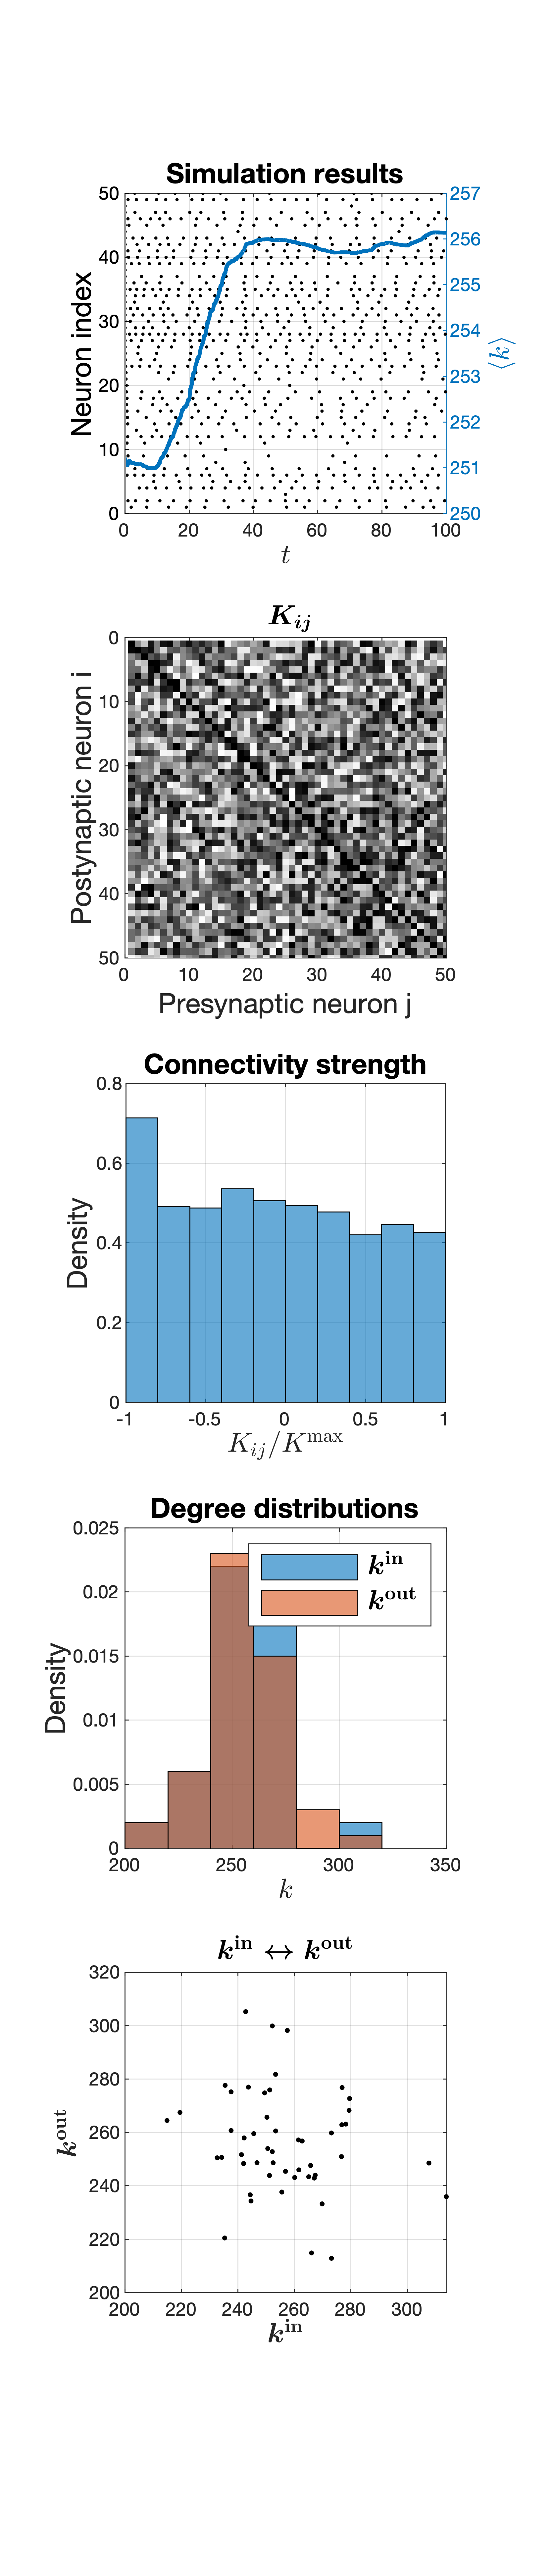 Simulation results
50
40
30
20
10
0
Neuron index
257
256
255
254
253
252
251
250
⟨k⟩
0 20 40 60 80 100
t
K_{ij}
0
10
20
30
40
50
Postynaptic neuron i
0 10 20 30 40 50
Presynaptic neuron j
Connectivity strength
0.8
0.6
0.4
0.2
0
Density
-1 -0.5 0 0.5 1
K_{ij}/K^{max}
Degree distributions
0.025
0.02
0.015
0.01
0.005
0
Density
k^{in}
k^{out}
200 250 300 350
k
k^{in} ↔ k^{out}
320
300
280
260
240
220
200
k^{out}
200 220 240 260 280 300
k^{in}